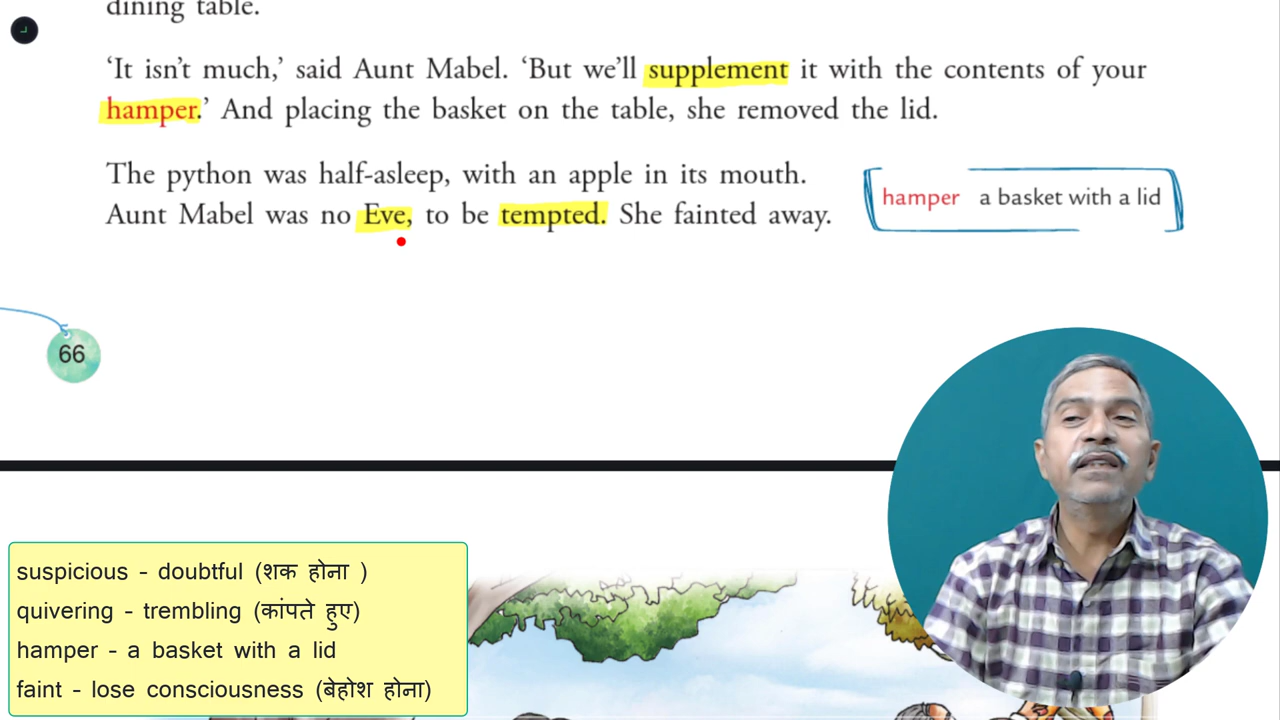 dining table.
‘It isn’t much,’ said Aunt Mabel. ‘But we’ll supplement it with the contents of your
hamper.’ And placing the basket on the table, she removed the lid.
The python was half-asleep, with an apple in its mouth.
Aunt Mabel was no Eve, to be tempted. She fainted away.
hamper a basket with a lid
66
suspicious - doubtful (शक होना )
quivering - trembling (कांपते हुए)
hamper - a basket with a lid
faint - lose consciousness (बेहोश होना)